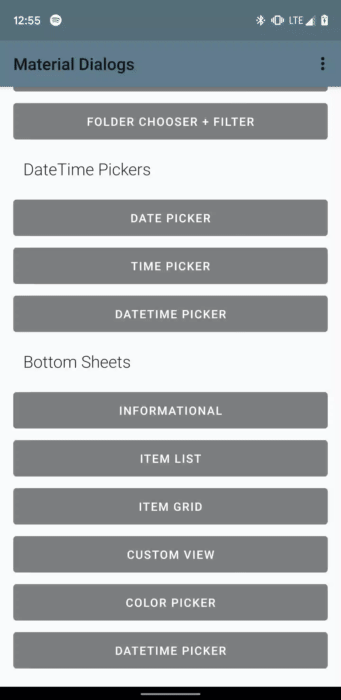 12:55
LTE
Material Dialogs
FOLDER CHOOSER + FILTER
DateTime Pickers
DATE PICKER
TIME PICKER
DATETIME PICKER
Bottom Sheets
INFORMATIONAL
ITEM LIST
ITEM GRID
CUSTOM VIEW
COLOR PICKER
DATETIME PICKER